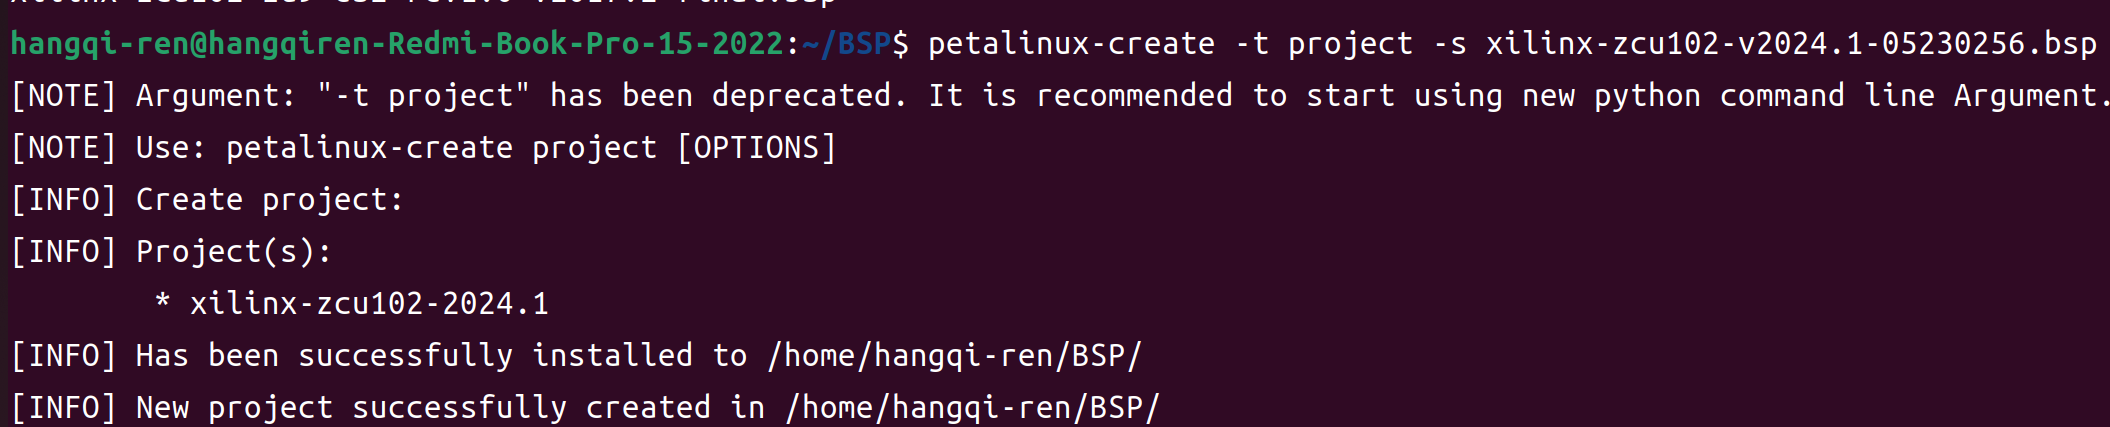 hangqi-ren@hangqiren-Redmi-Book-Pro-15-2022:~/BSP$ petalinux-create -t project -s xilinx-zcu102-v2024.1-05230256.bsp
[NOTE] Argument: "-t project" has been deprecated. It is recommended to start using new python command line Argument.
[NOTE] Use: petalinux-create project [OPTIONS]
[INFO] Create project:
[INFO] Project(s):
* xilinx-zcu102-2024.1
[INFO] Has been successfully installed to /home/hangqi-ren/BSP/
[INFO] New project successfully created in /home/hangqi-ren/BSP/